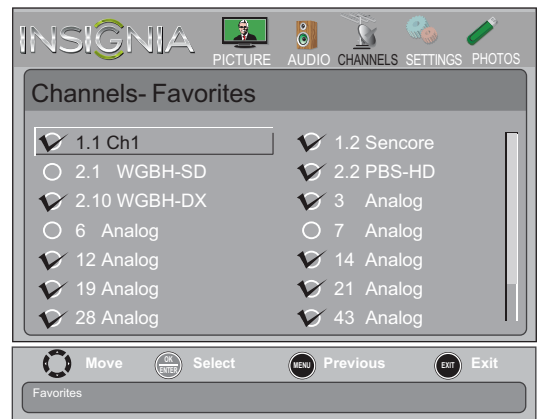 INSIGNIA
PICTURE AUDIO CHANNELS SETTINGS PHOTOS
Channels- Favorites
1.1 Ch1 1.2 Sencore
2.1 WGBH-SD 2.2 PBS-HD
2.10 WGBH-DX 3 Analog
6 Analog 7 Analog
12 Analog 14 Analog
19 Analog 21 Analog
28 Analog 43 Analog
Move OK ENTER Select MENU Previous EXIT Exit
Favorites